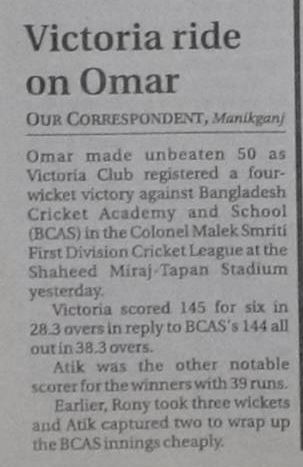 Victoria ride
on Omar
OUR CORRESPONDENT, Manikganj
Omar made unbeaten 50 as
Victoria Club registered a four-
wicket victory against Bangladesh
Cricket Academy and School
(BCAS) in the Colonel Malek Smriti
First Division Cricket League at the
Shaheed Miraj-Tapan Stadium
yesterday.
Victoria scored 145 for six in
28.3 overs in reply to BCAS's 144 all
out in 38.3 overs.
Atik was the other notable
scorer for the winners with 39 runs.
Earlier, Rony took three wickets
and Atik captured two to wrap up
the BCAS innings cheaply.